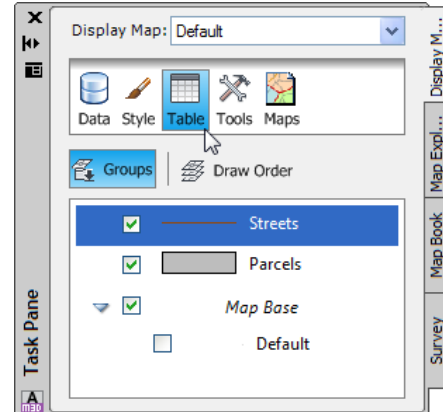 Display Map: Default
Data Style Table Tools Maps
Groups Draw Order
Streets
Parcels
Map Base
Default
Task Pane
Display M...
Map Expl...
Map Book
Survey